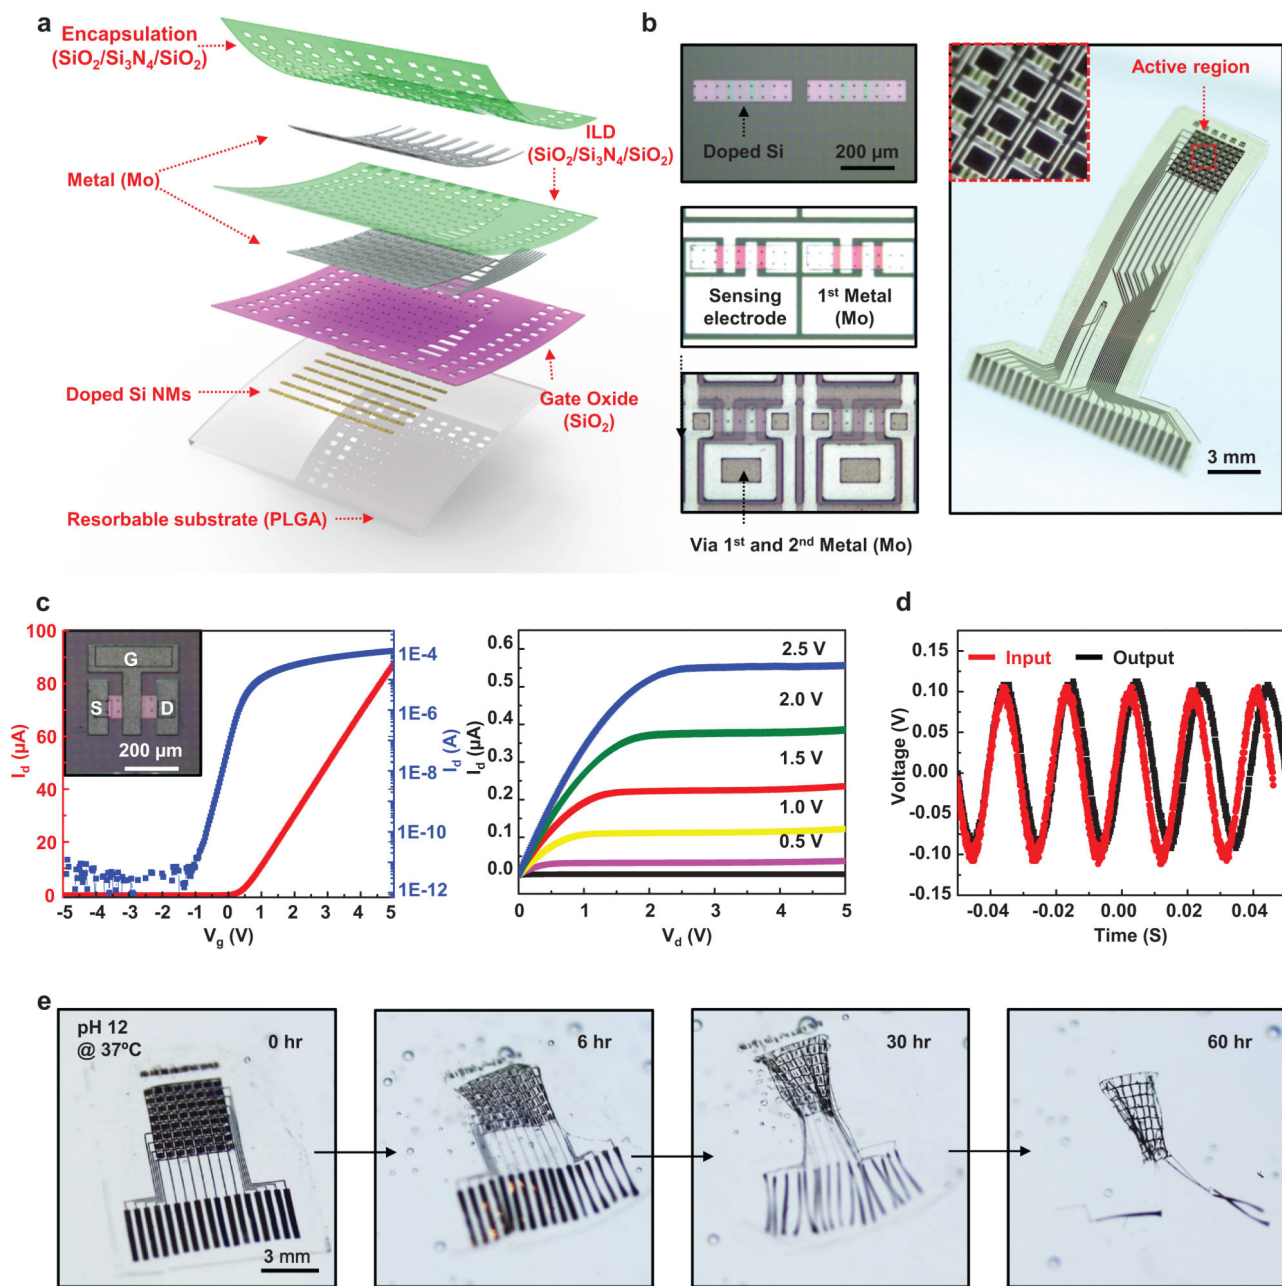 a
Encapsulation
(SiO₂/Si₃N₄/SiO₂)
ILD
(SiO₂/Si₃N₄/SiO₂)
Metal (Mo)
Doped Si NMs
Gate Oxide
(SiO₂)
Resorbable substrate (PLGA)
b
Doped Si
200 µm
Sensing
electrode
1ˢᵗ Metal
(Mo)
Via 1ˢᵗ and 2ⁿᵈ Metal (Mo)
Active region
3 mm
c
100
80
60
40
20
0
I_d (µA)
G
S
D
200 µm
1E-4
1E-6
1E-8
1E-10
1E-12
I_d (A)
-5 -4 -3 -2 -1 0 1 2 3 4 5
V_g (V)
0.6
0.5
0.4
0.3
0.2
0.1
0.0
I_d (µA)
2.5 V
2.0 V
1.5 V
1.0 V
0.5 V
0 1 2 3 4 5
V_d (V)
d
Input Output
0.15
0.10
0.05
0.00
-0.05
-0.10
-0.15
Voltage (V)
-0.04 -0.02 0.00 0.02 0.04
Time (S)
e
pH 12
@ 37ºC
0 hr
3 mm
6 hr
30 hr
60 hr